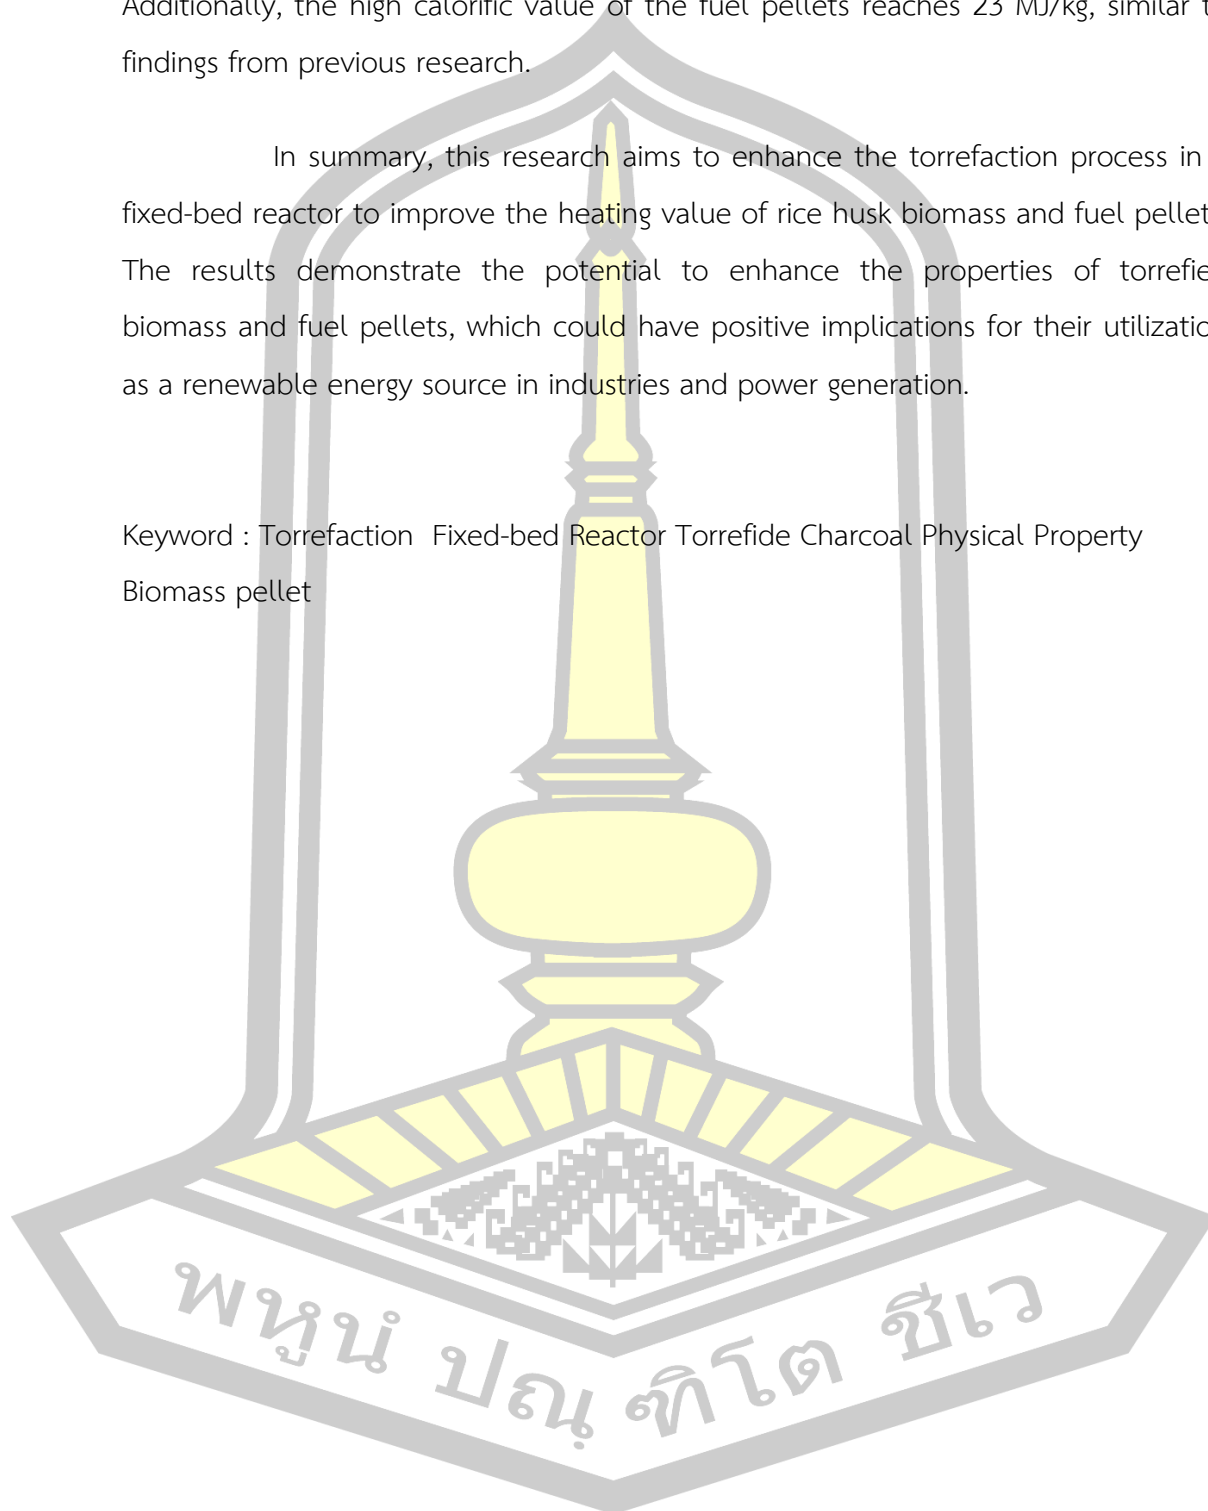 Additionally, the high calorific value of the fuel pellets reaches 23 MJ/kg, similar t
findings from previous research.
In summary, this research aims to enhance the torrefaction process in
fixed-bed reactor to improve the heating value of rice husk biomass and fuel pellet
The results demonstrate the potential to enhance the properties of torrefie
biomass and fuel pellets, which could have positive implications for their utilizatio
as a renewable energy source in industries and power generation.
Keyword : Torrefaction Fixed-bed Reactor Torrefide Charcoal Physical Property
Biomass pellet
พหูนํ ปณฺ ฑิโต ชีเว